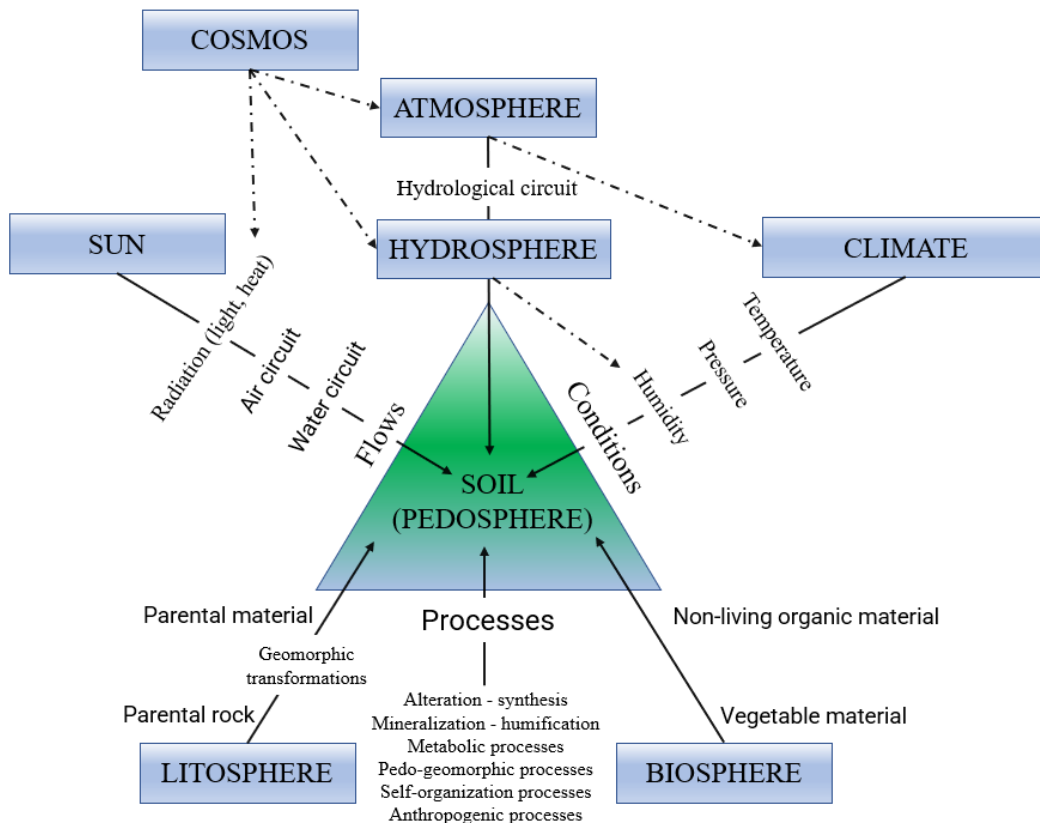 COSMOS
ATMOSPHERE
Hydrological circuit
SUN
HYDROSPHERE
CLIMATE
Radiation (light, heat)
Air circuit
Water circuit
Flows
Temperature
Pressure
Humidity
Conditions
SOIL
(PEDOSPHERE)
Parental material
Geomorphic
transformations
Parental rock
LITOSPHERE
Processes
Alteration - synthesis
Mineralization - humification
Metabolic processes
Pedo-geomorphic processes
Self-organization processes
Anthropogenic processes
Non-living organic material
Vegetable material
BIOSPHERE